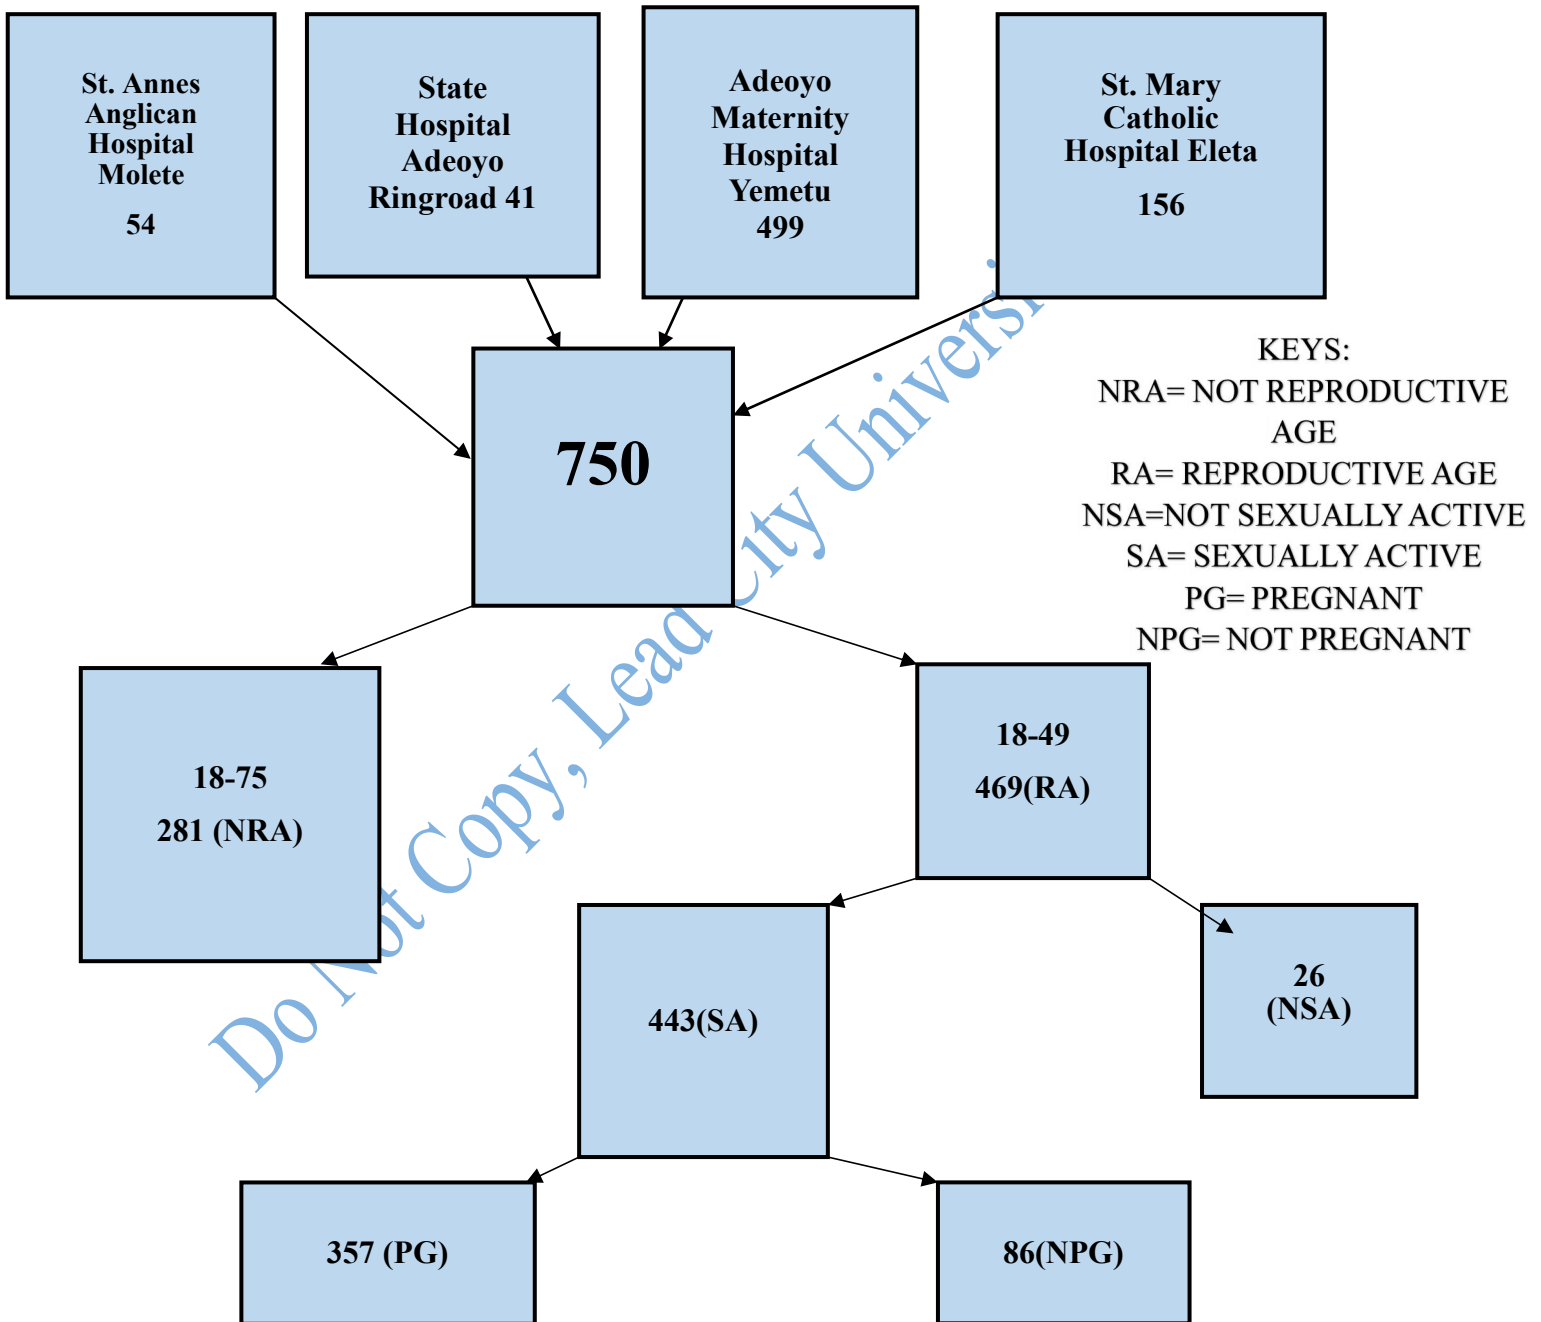 St. Annes
Anglican
Hospital
Molete
54
State
Hospital
Adeoyo
Ringroad 41
Adeoyo
Maternity
Hospital
Yemetu
499
St. Mary
Catholic
Hospital Eleta
156
750
KEYS:
NRA= NOT REPRODUCTIVE
AGE
RA= REPRODUCTIVE AGE
NSA=NOT SEXUALLY ACTIVE
SA= SEXUALLY ACTIVE
PG= PREGNANT
NPG= NOT PREGNANT
18-75
281 (NRA)
18-49
469(RA)
443(SA)
26
(NSA)
357 (PG)
86(NPG)
Do Not Copy, Lead City Universi